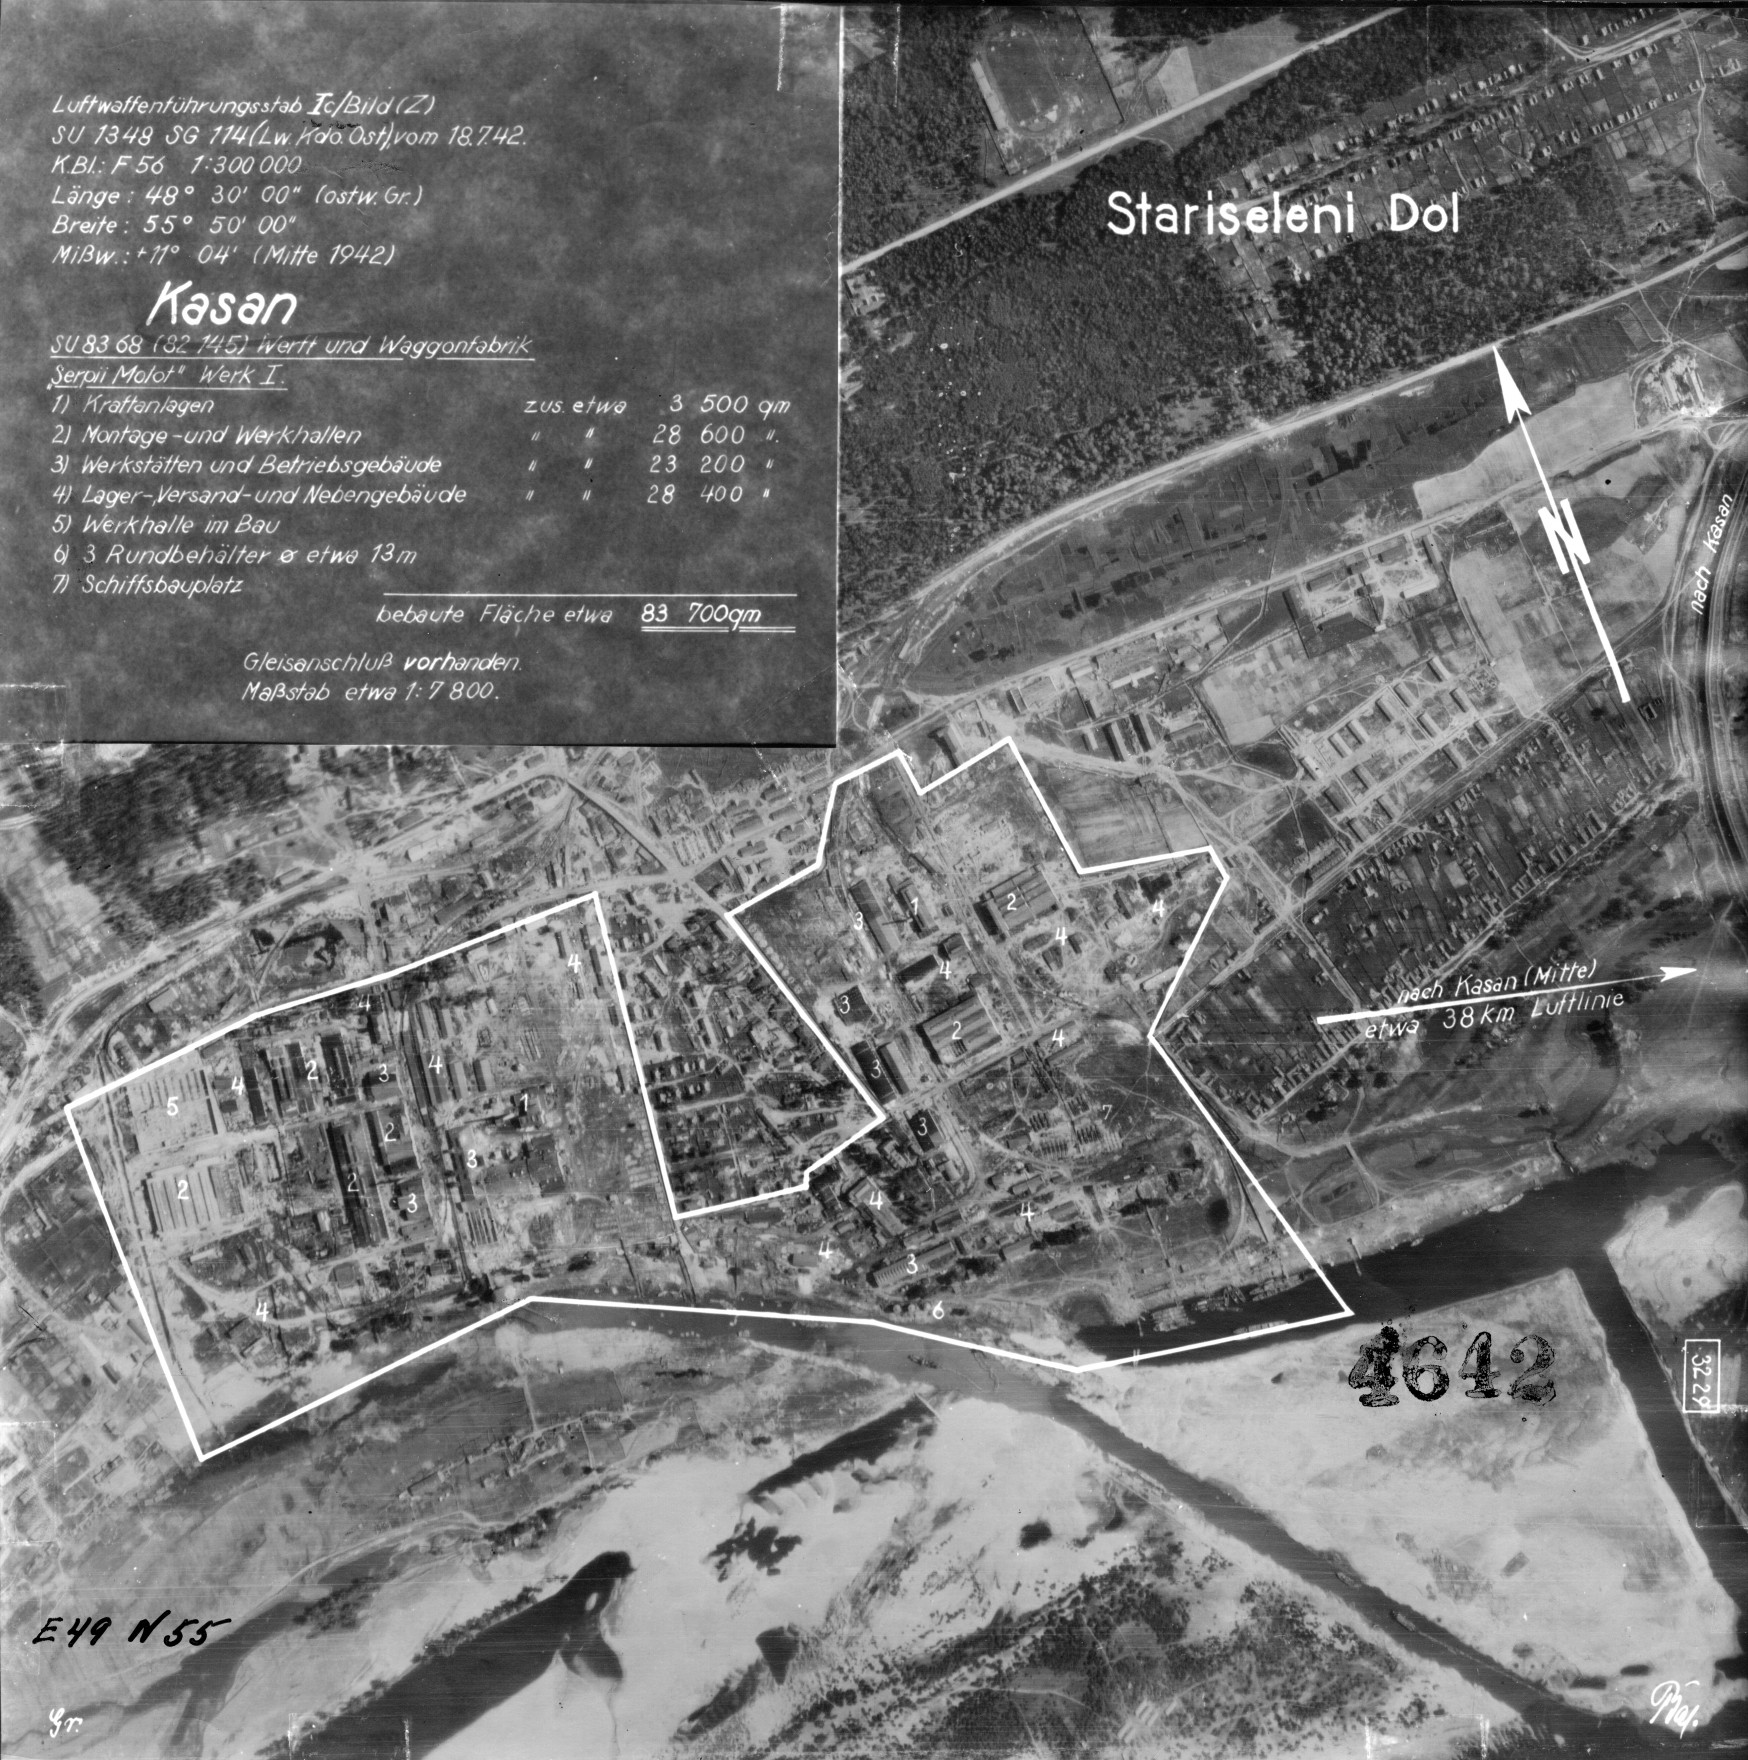 Luftwaffenführungsstab Ic/Bild (Z)
SU 1348 SG 114 (Lw. Kdo. Ost) vom 18.7.42.
K.Bl.: F 56 1:300 000
Länge: 48° 30' 00" (ostw. Gr.)
Breite: 55° 50' 00"
Mißw.: +11° 04' (Mitte 1942)
Kasan
SU 83 68 (82 145) Werft und Waggonfabrik
„Serpii Molot" Werk I.
1) Kraftanlagen zus. etwa 3 500 qm
2) Montage- und Werkhallen " " 28 600 ".
3) Werkstätten und Betriebsgebäude " " 23 200 "
4) Lager-, Versand- und Nebengebäude " " 28 400 "
5) Werkhalle im Bau
6) 3 Rundbehälter ø etwa 13 m
7) Schiffsbauplatz
bebaute Fläche etwa 83 700 qm
Gleisanschluß vorhanden.
Maßstab etwa 1:7 800.
Stariseleni Dol
N
nach Kasan
nach Kasan (Mitte)
etwa 38 km Luftlinie
3 1 2 4
4
4
3
2 4
3
3 7
4 4
4
3
6
4
4
2 3 4
5 4
1
2
3
2 2
3
4
4642
3229
E49 N55
Gr.